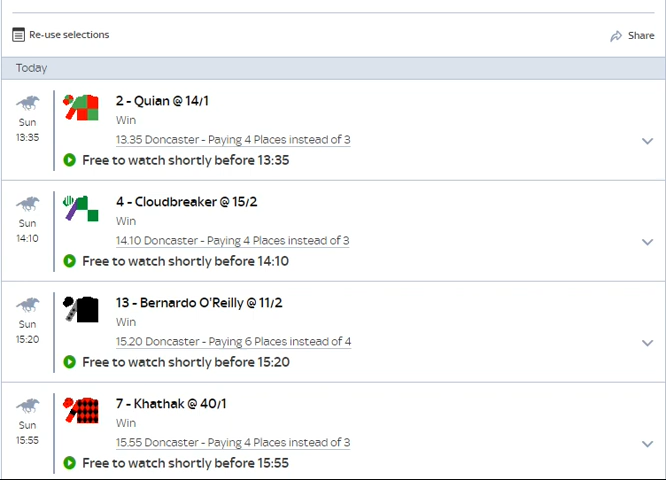 Re-use selections
Share
Today
2 - Quian @ 14/1
Win
Sun
13:35
13.35 Doncaster - Paying 4 Places instead of 3
Free to watch shortly before 13:35
4 - Cloudbreaker @ 15/2
Win
Sun
14:10
14.10 Doncaster - Paying 4 Places instead of 3
Free to watch shortly before 14:10
13 - Bernardo O'Reilly @ 11/2
Win
Sun
15:20
15.20 Doncaster - Paying 6 Places instead of 4
Free to watch shortly before 15:20
7 - Khathak @ 40/1
Win
Sun
15:55
15.55 Doncaster - Paying 4 Places instead of 3
Free to watch shortly before 15:55